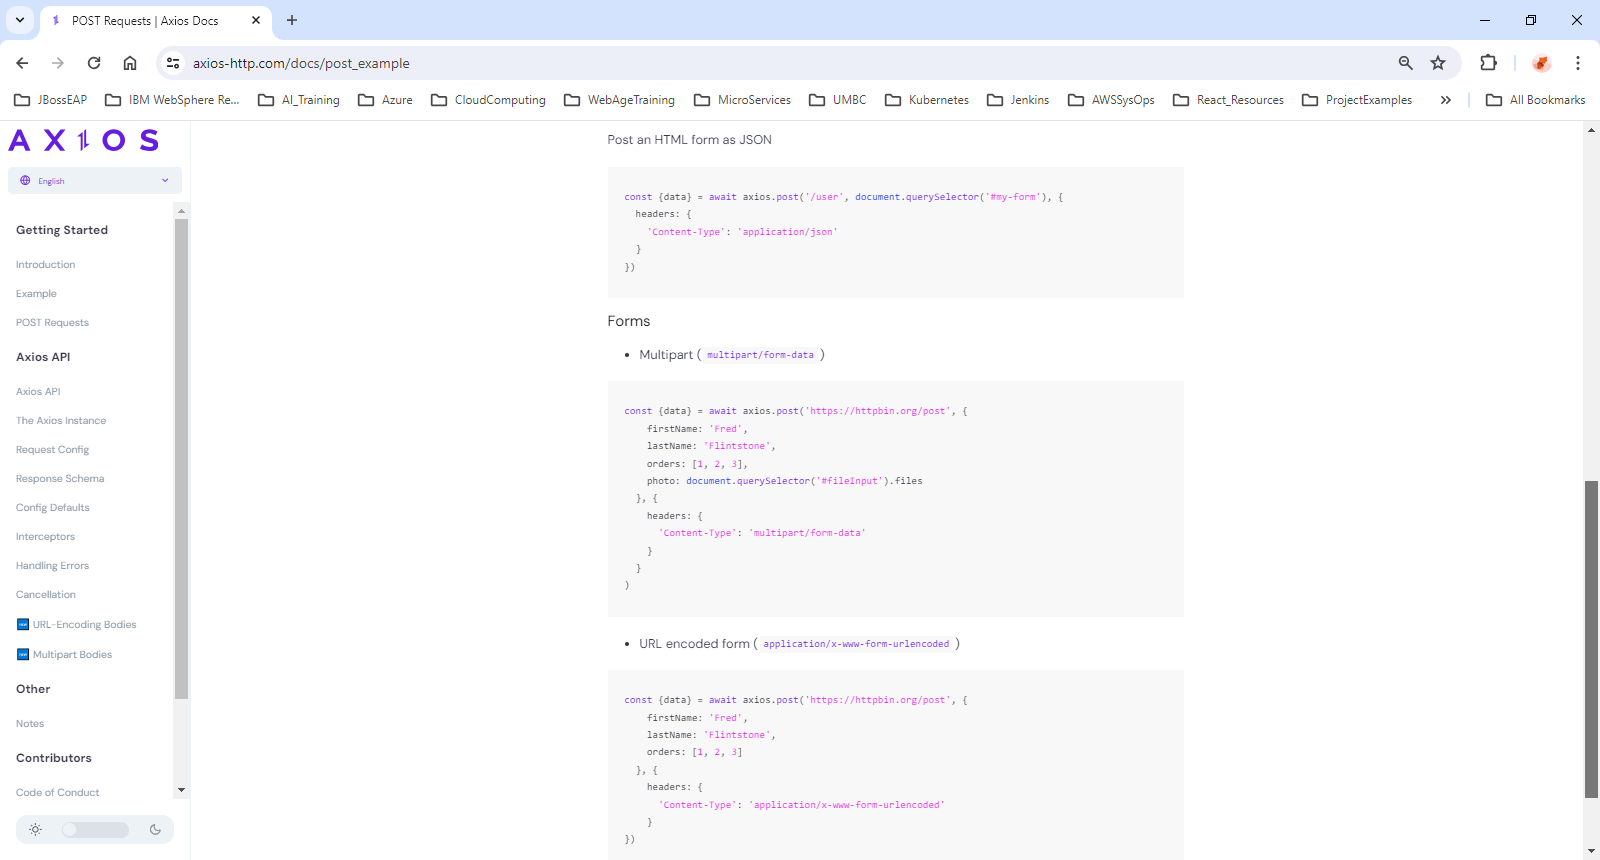 POST Requests | Axios Docs
axios-http.com/docs/post_example
JBossEAP
IBM WebSphere Re...
AI_Training
Azure
CloudComputing
WebAgeTraining
MicroServices
UMBC
Kubernetes
Jenkins
AWSSysOps
React_Resources
ProjectExamples
All Bookmarks
AXIOS
English
Getting Started
Introduction
Example
POST Requests
Axios API
Axios API
The Axios Instance
Request Config
Response Schema
Config Defaults
Interceptors
Handling Errors
Cancellation
URL-Encoding Bodies
Multipart Bodies
Other
Notes
Contributors
Code of Conduct
Post an HTML form as JSON
const {data} = await axios.post('/user', document.querySelector('#my-form'), {
  headers: {
    'Content-Type': 'application/json'
  }
})
Forms
• Multipart ( multipart/form-data )
const {data} = await axios.post('https://httpbin.org/post', {
    firstName: 'Fred',
    lastName: 'Flintstone',
    orders: [1, 2, 3],
    photo: document.querySelector('#fileInput').files
  }, {
    headers: {
      'Content-Type': 'multipart/form-data'
    }
  }
)
• URL encoded form ( application/x-www-form-urlencoded )
const {data} = await axios.post('https://httpbin.org/post', {
    firstName: 'Fred',
    lastName: 'Flintstone',
    orders: [1, 2, 3]
  }, {
    headers: {
      'Content-Type': 'application/x-www-form-urlencoded'
    }
})